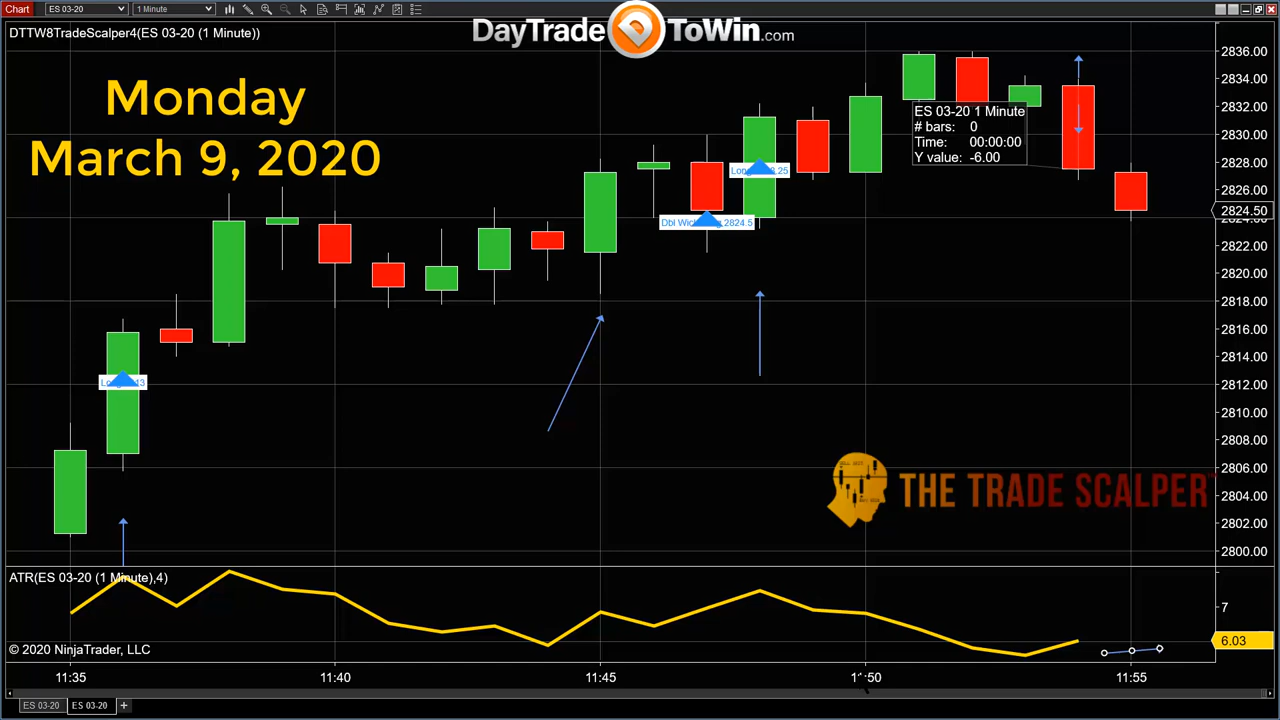 Chart
ES 03-20
1 Minute
DayTrade ToWin.com
DTTW8TradeScalper4(ES 03-20 (1 Minute))
Monday
March 9, 2020
ES 03-20 1 Minute
# bars: 0
Time: 00:00:00
Y value: -6.00
2836.00
2834.00
2832.00
2830.00
2828.00
2826.00
2824.50
2822.00
2820.00
2818.00
2816.00
2814.00
2812.00
2810.00
2808.00
2806.00
2804.00
2802.00
2800.00
THE TRADE SCALPER
ATR(ES 03-20 (1 Minute),4)
7
6.03
© 2020 NinjaTrader, LLC
11:35
11:40
11:45
11:55
ES 03-20
ES 03-20
+